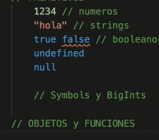 1234 // numeros
"hola" // strings
true false // booleanos
undefined
null
// Symbols y BigInts
// OBJETOS y FUNCIONES